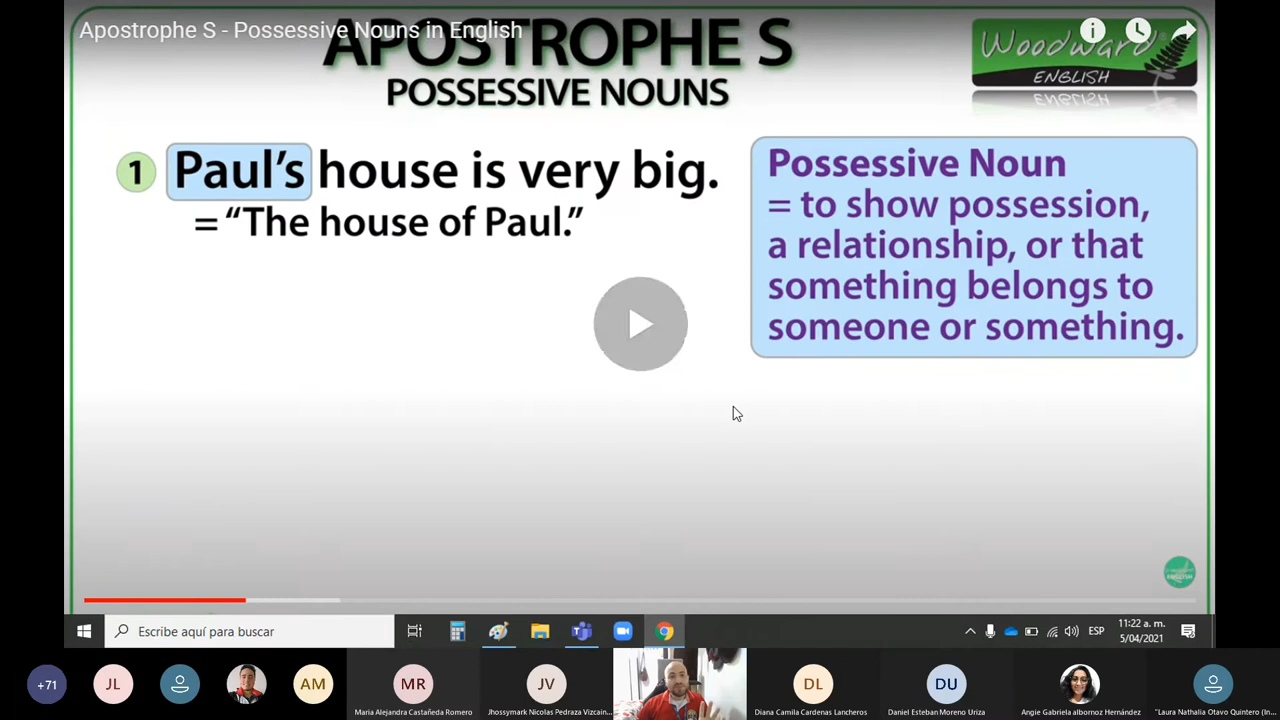 Apostrophe S - Possessive Nouns in English
APOSTROPHE S
POSSESSIVE NOUNS
Woodward
ENGLISH
1 Paul's house is very big.
= "The house of Paul."
Possessive Noun
= to show possession,
a relationship, or that
something belongs to
someone or something.
Escribe aquí para buscar
ESP
11:22 a. m.
5/04/2021
+71
JL
AM
MR
JV
DL
DU
Maria Alejandra Castañeda Romero
Jhossymark Nicolas Pedraza Vizcain...
Diana Camila Cardenas Lancheros
Daniel Esteban Moreno Uriza
Angie Gabriela albornoz Hernández
"Laura Nathalia Otavo Quintero (In...